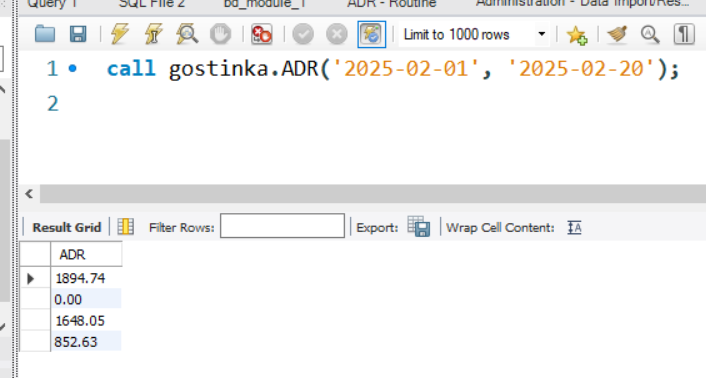 Query 1 SQL File 2 bd_module_1 ADR - Routine Administration - Data Import/Res...
Limit to 1000 rows
1 call gostinka.ADR('2025-02-01', '2025-02-20');
2
Result Grid Filter Rows: Export: Wrap Cell Content:
ADR
1894.74
0.00
1648.05
852.63